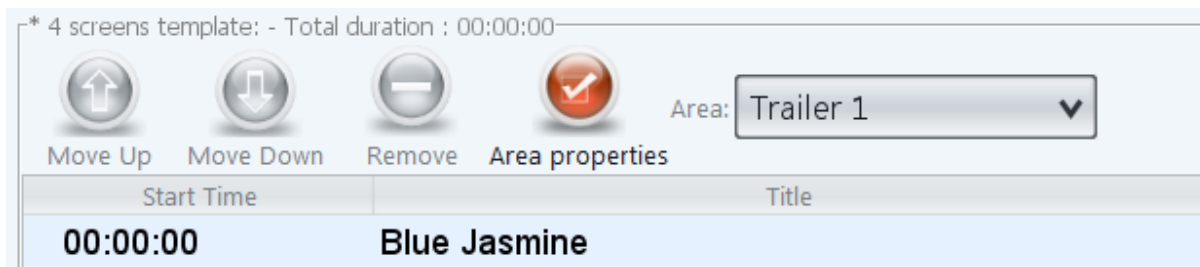 * 4 screens template: - Total duration : 00:00:00
Area: Trailer 1
Move Up Move Down Remove Area properties
Start Time Title
00:00:00 Blue Jasmine